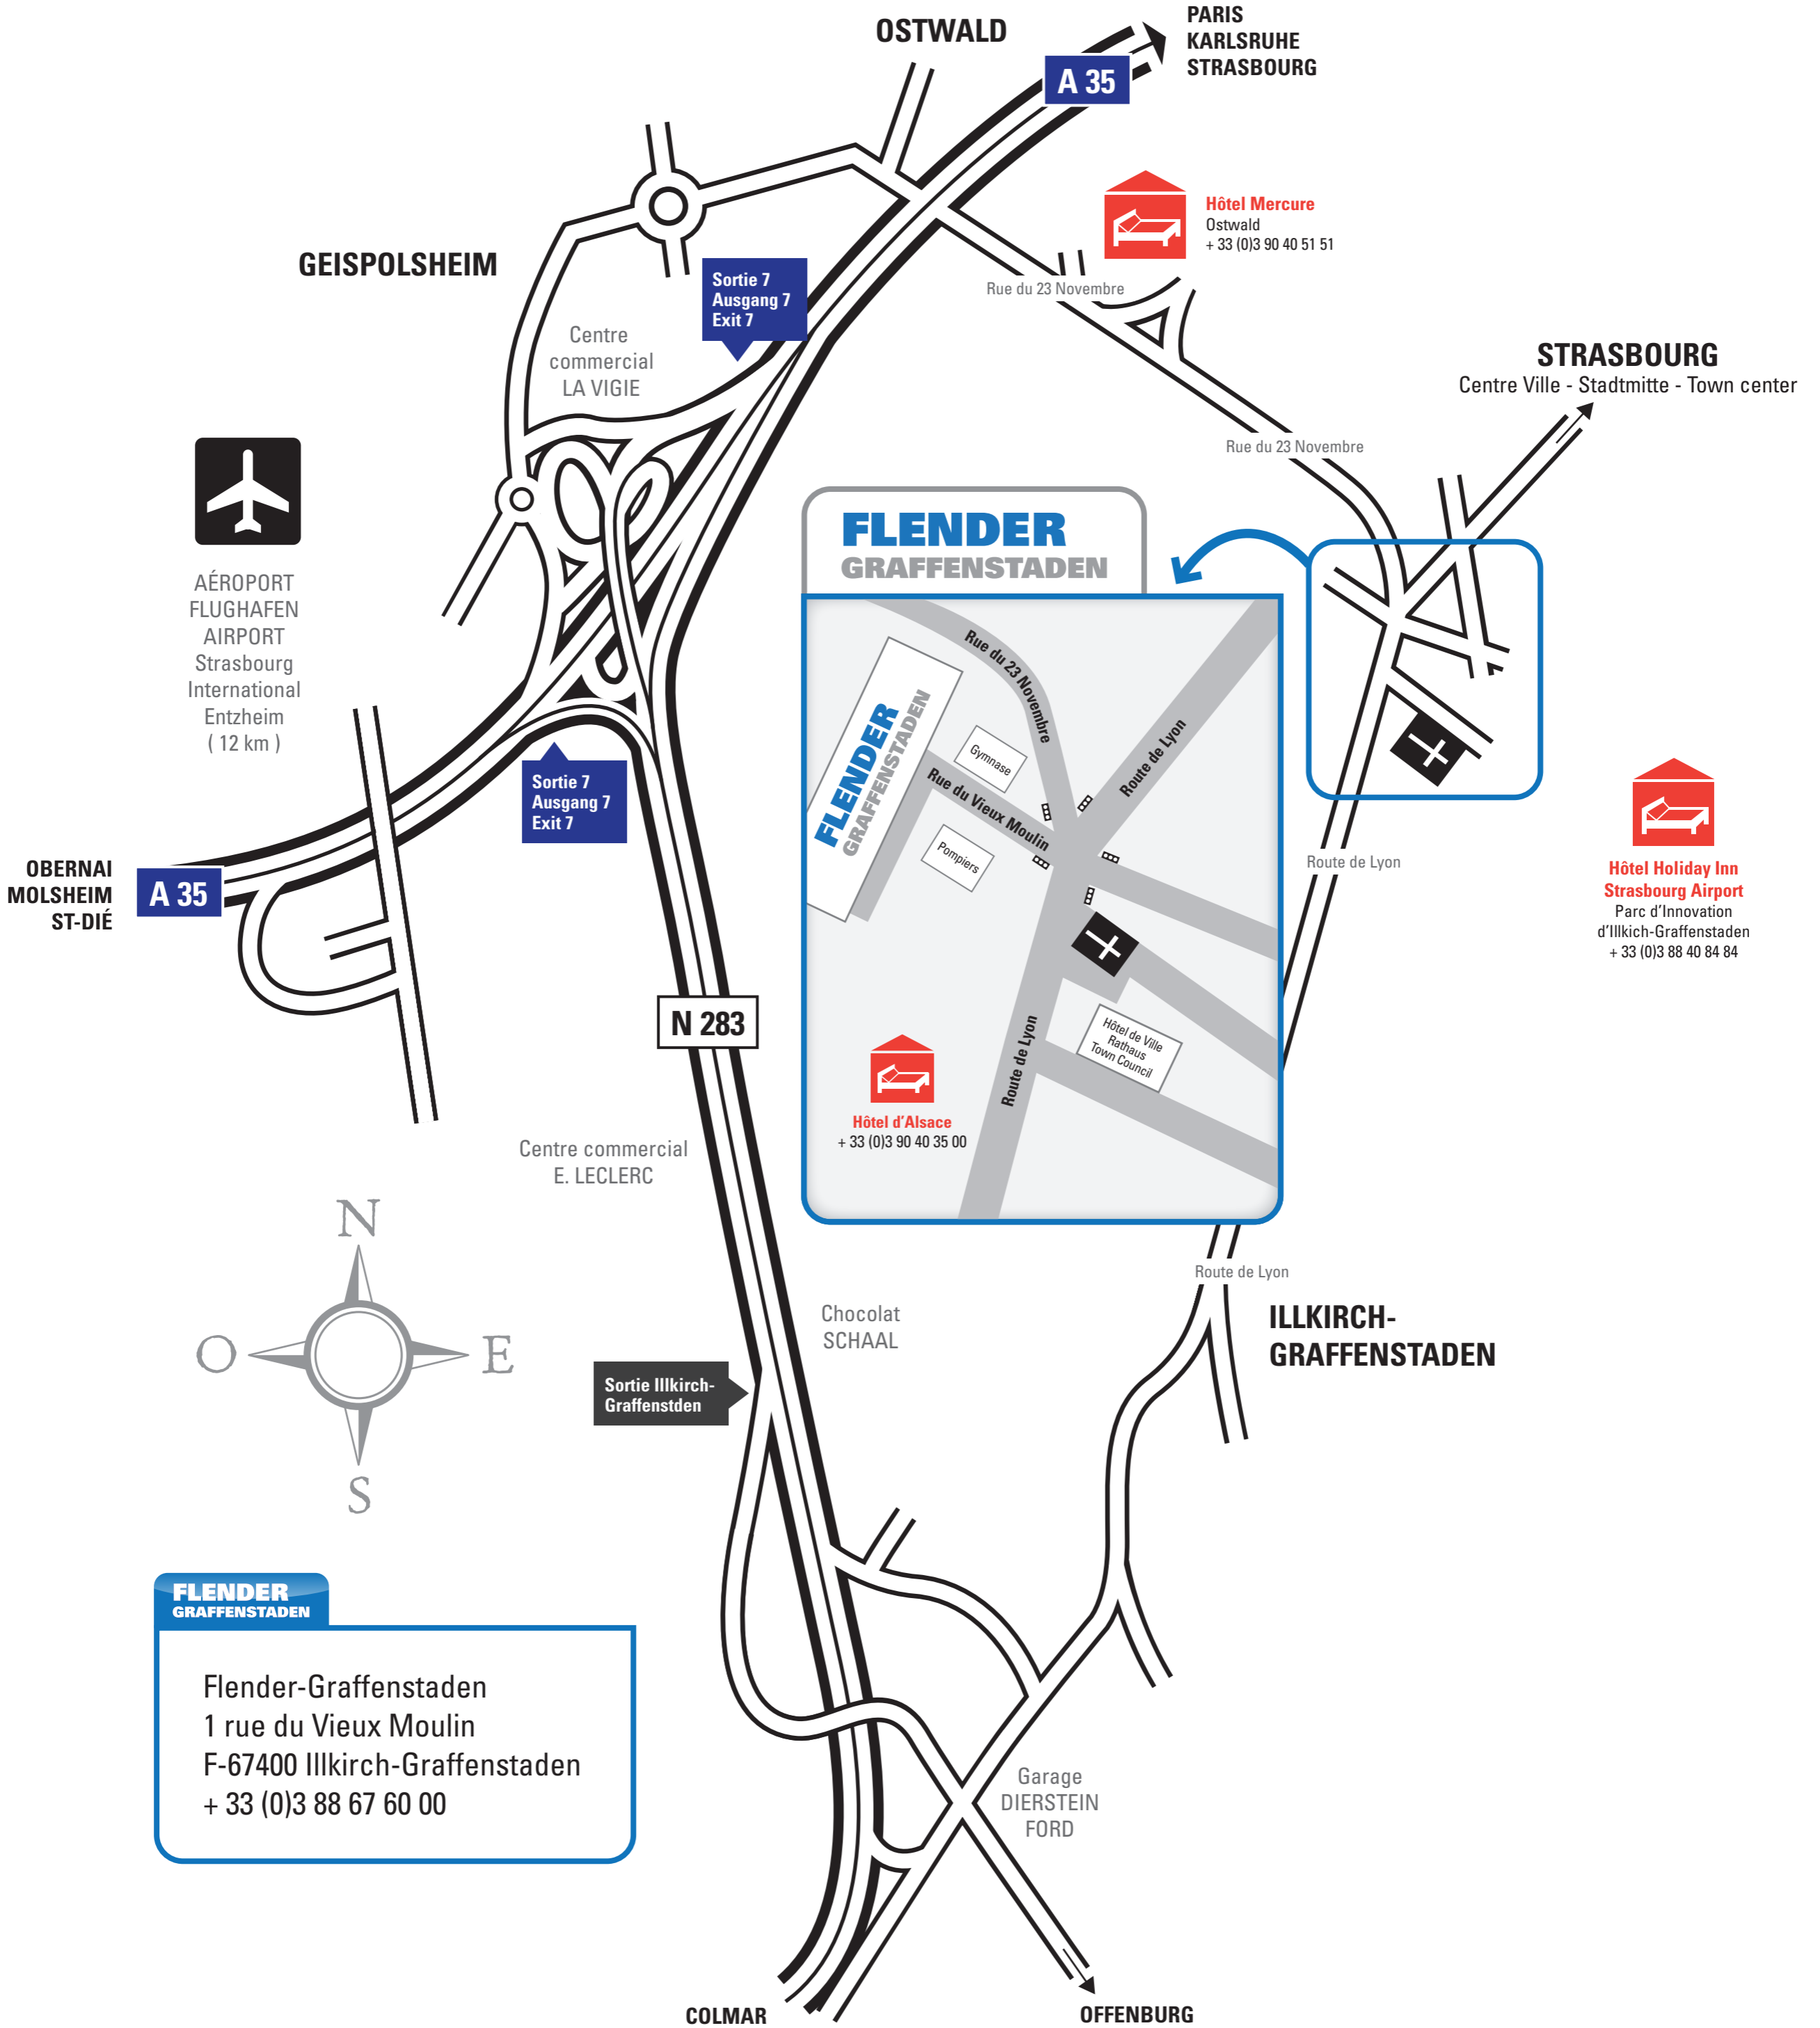 OSTWALD
PARIS
KARLSRUHE
STRASBOURG
A 35
Hôtel Mercure
Ostwald
+ 33 (0)3 90 40 51 51
GEISPOLSHEIM
Sortie 7
Ausgang 7
Exit 7
Rue du 23 Novembre
Centre
commercial
LA VIGIE
STRASBOURG
Centre Ville - Stadtmitte - Town center
Rue du 23 Novembre
AÉROPORT
FLUGHAFEN
AIRPORT
Strasbourg
International
Entzheim
( 12 km )
FLENDER
GRAFFENSTADEN
Rue du 23 Novembre
FLENDER
GRAFFENSTADEN
Gymnase
Route de Lyon
Rue du Vieux Moulin
Pompiers
Hôtel de Ville
Rathaus
Town Council
Route de Lyon
Hôtel d'Alsace
+ 33 (0)3 90 40 35 00
Sortie 7
Ausgang 7
Exit 7
OBERNAI
MOLSHEIM
ST-DIÉ
A 35
Route de Lyon
Hôtel Holiday Inn
Strasbourg Airport
Parc d'Innovation
d'Illkich-Graffenstaden
+ 33 (0)3 88 40 84 84
N 283
Centre commercial
E. LECLERC
N
O
E
S
Route de Lyon
Chocolat
SCHAAL
ILLKIRCH-
GRAFFENSTADEN
Sortie Illkirch-
Graffenstden
FLENDER
GRAFFENSTADEN
Flender-Graffenstaden
1 rue du Vieux Moulin
F-67400 Illkirch-Graffenstaden
+ 33 (0)3 88 67 60 00
Garage
DIERSTEIN
FORD
COLMAR
OFFENBURG